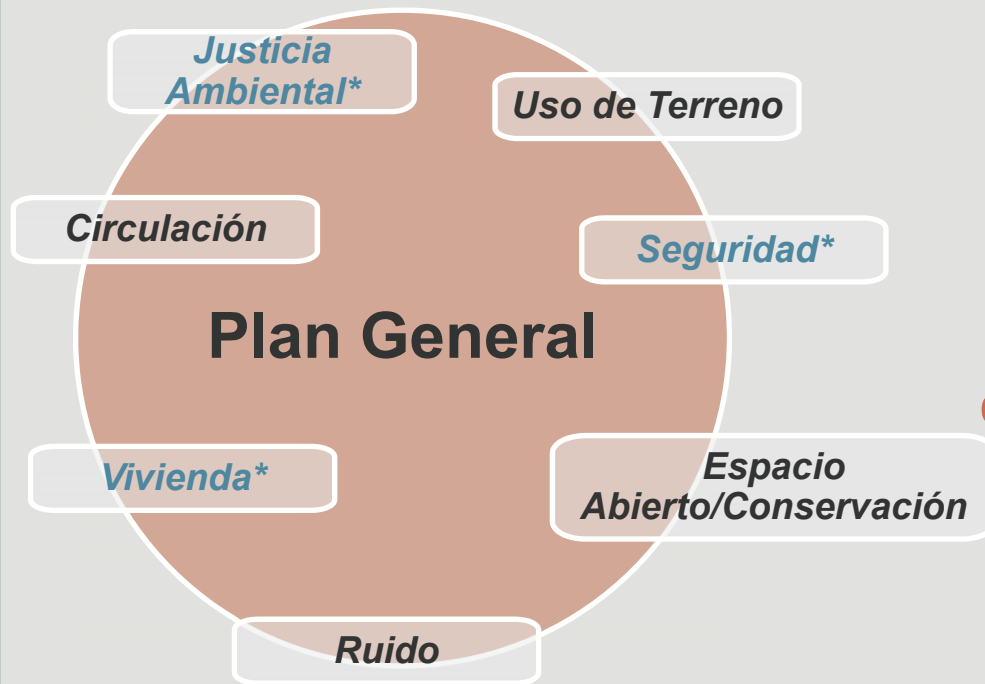 Justicia
Ambiental*
Uso de Terreno
Circulación
Seguridad*
Plan General
Vivienda*
Espacio
Abierto/Conservación
Ruido